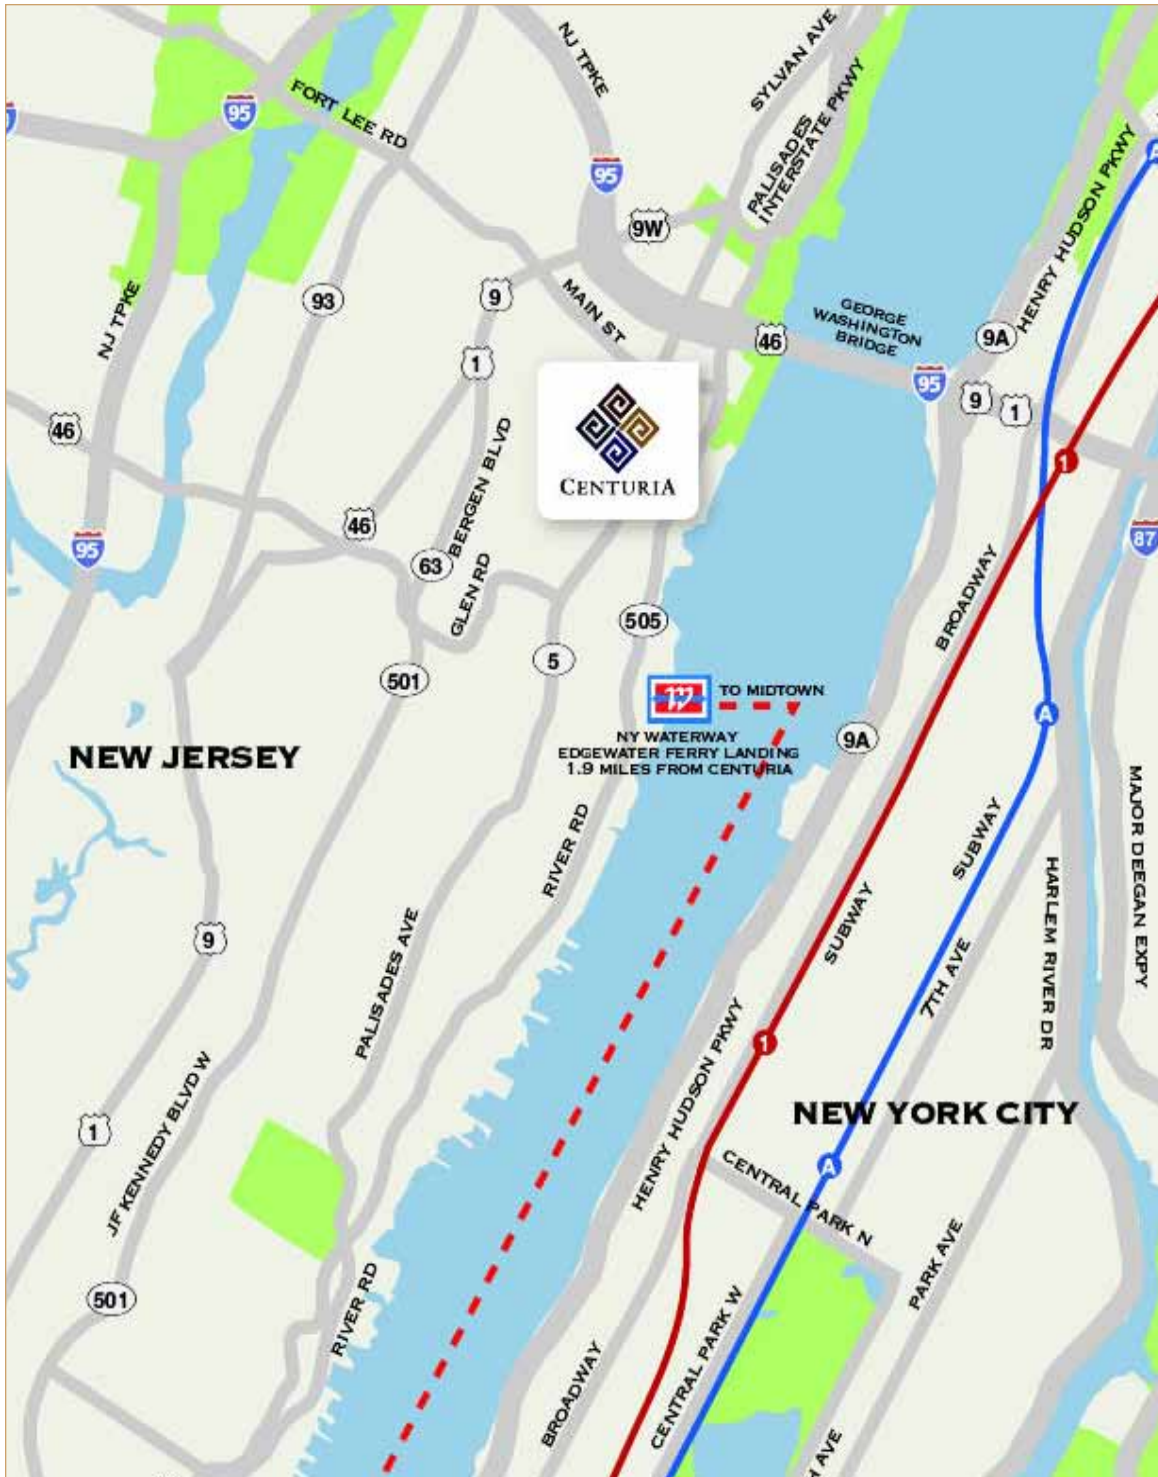 NJ TPKE
SYLVAN AVE
PALISADES
INTERSTATE PKWY
95
FORT LEE RD
95
HENRY HUDSON PKWY
A
9W
93
9
MAIN ST
NJ TPKE
GEORGE
WASHINGTON
BRIDGE
46
9A
1
95
9
1
CENTURIA
46
BERGEN BLVD
1
46
95
87
63
GLEN RD
BROADWAY
505
5
501
TO MIDTOWN
A
NY WATERWAY
EDGEWATER FERRY LANDING
1.9 MILES FROM CENTURIA
9A
NEW JERSEY
MAJOR DEEGAN EXPY
SUBWAY
RIVER RD
HARLEM RIVER DR
SUBWAY
9
PALISADES AVE
7TH AVE
1
HENRY HUDSON PKWY
NEW YORK CITY
1
JF KENNEDY BLVD W
A
CENTRAL PARK N
PARK AVE
501
RIVER RD
CENTRAL PARK W
BROADWAY
H AVE